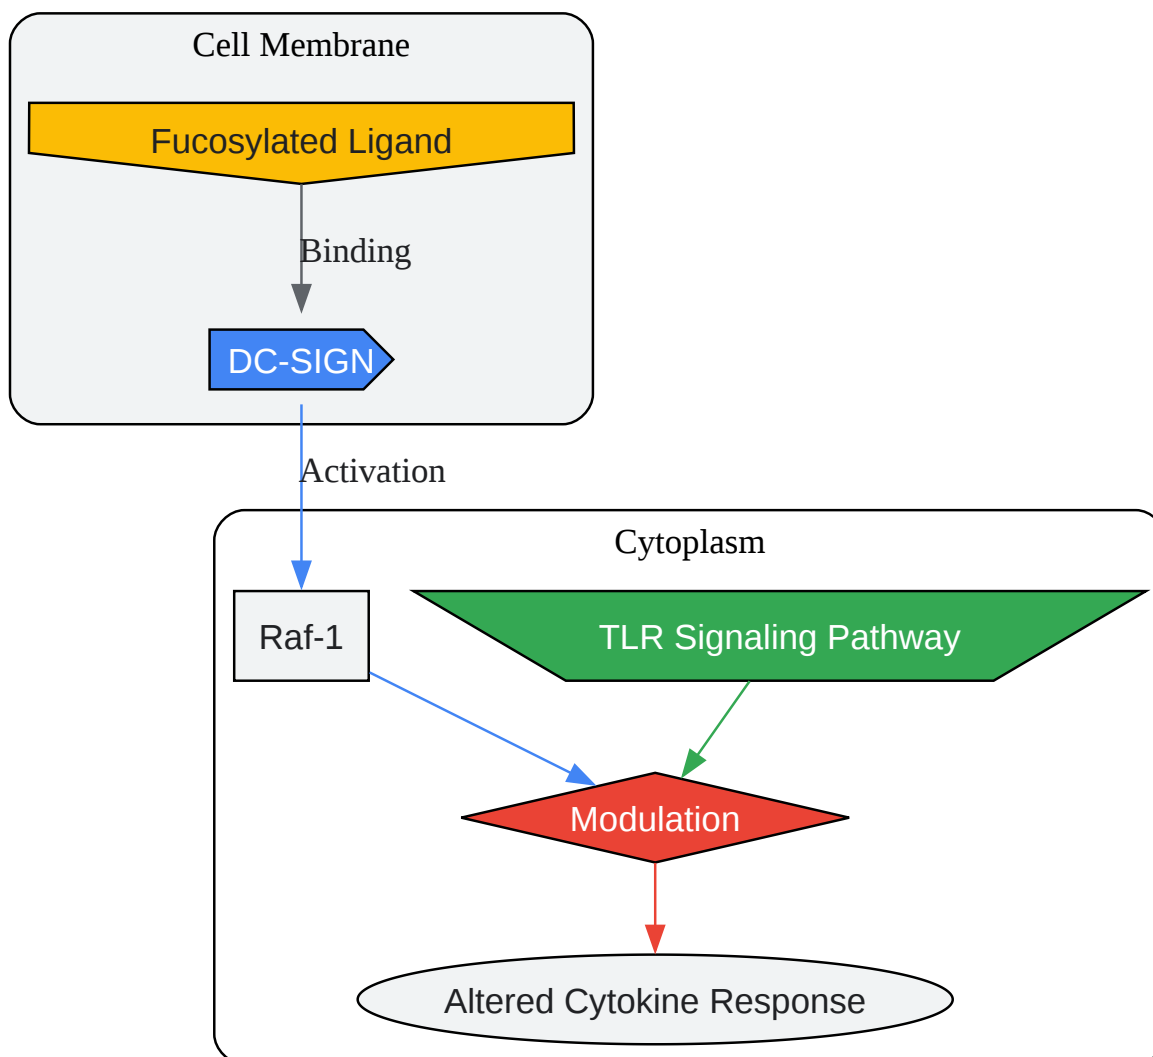 Cell Membrane
Fucosylated Ligand
Binding
DC-SIGN
Activation
Cytoplasm
Raf-1
TLR Signaling Pathway
Modulation
Altered Cytokine Response